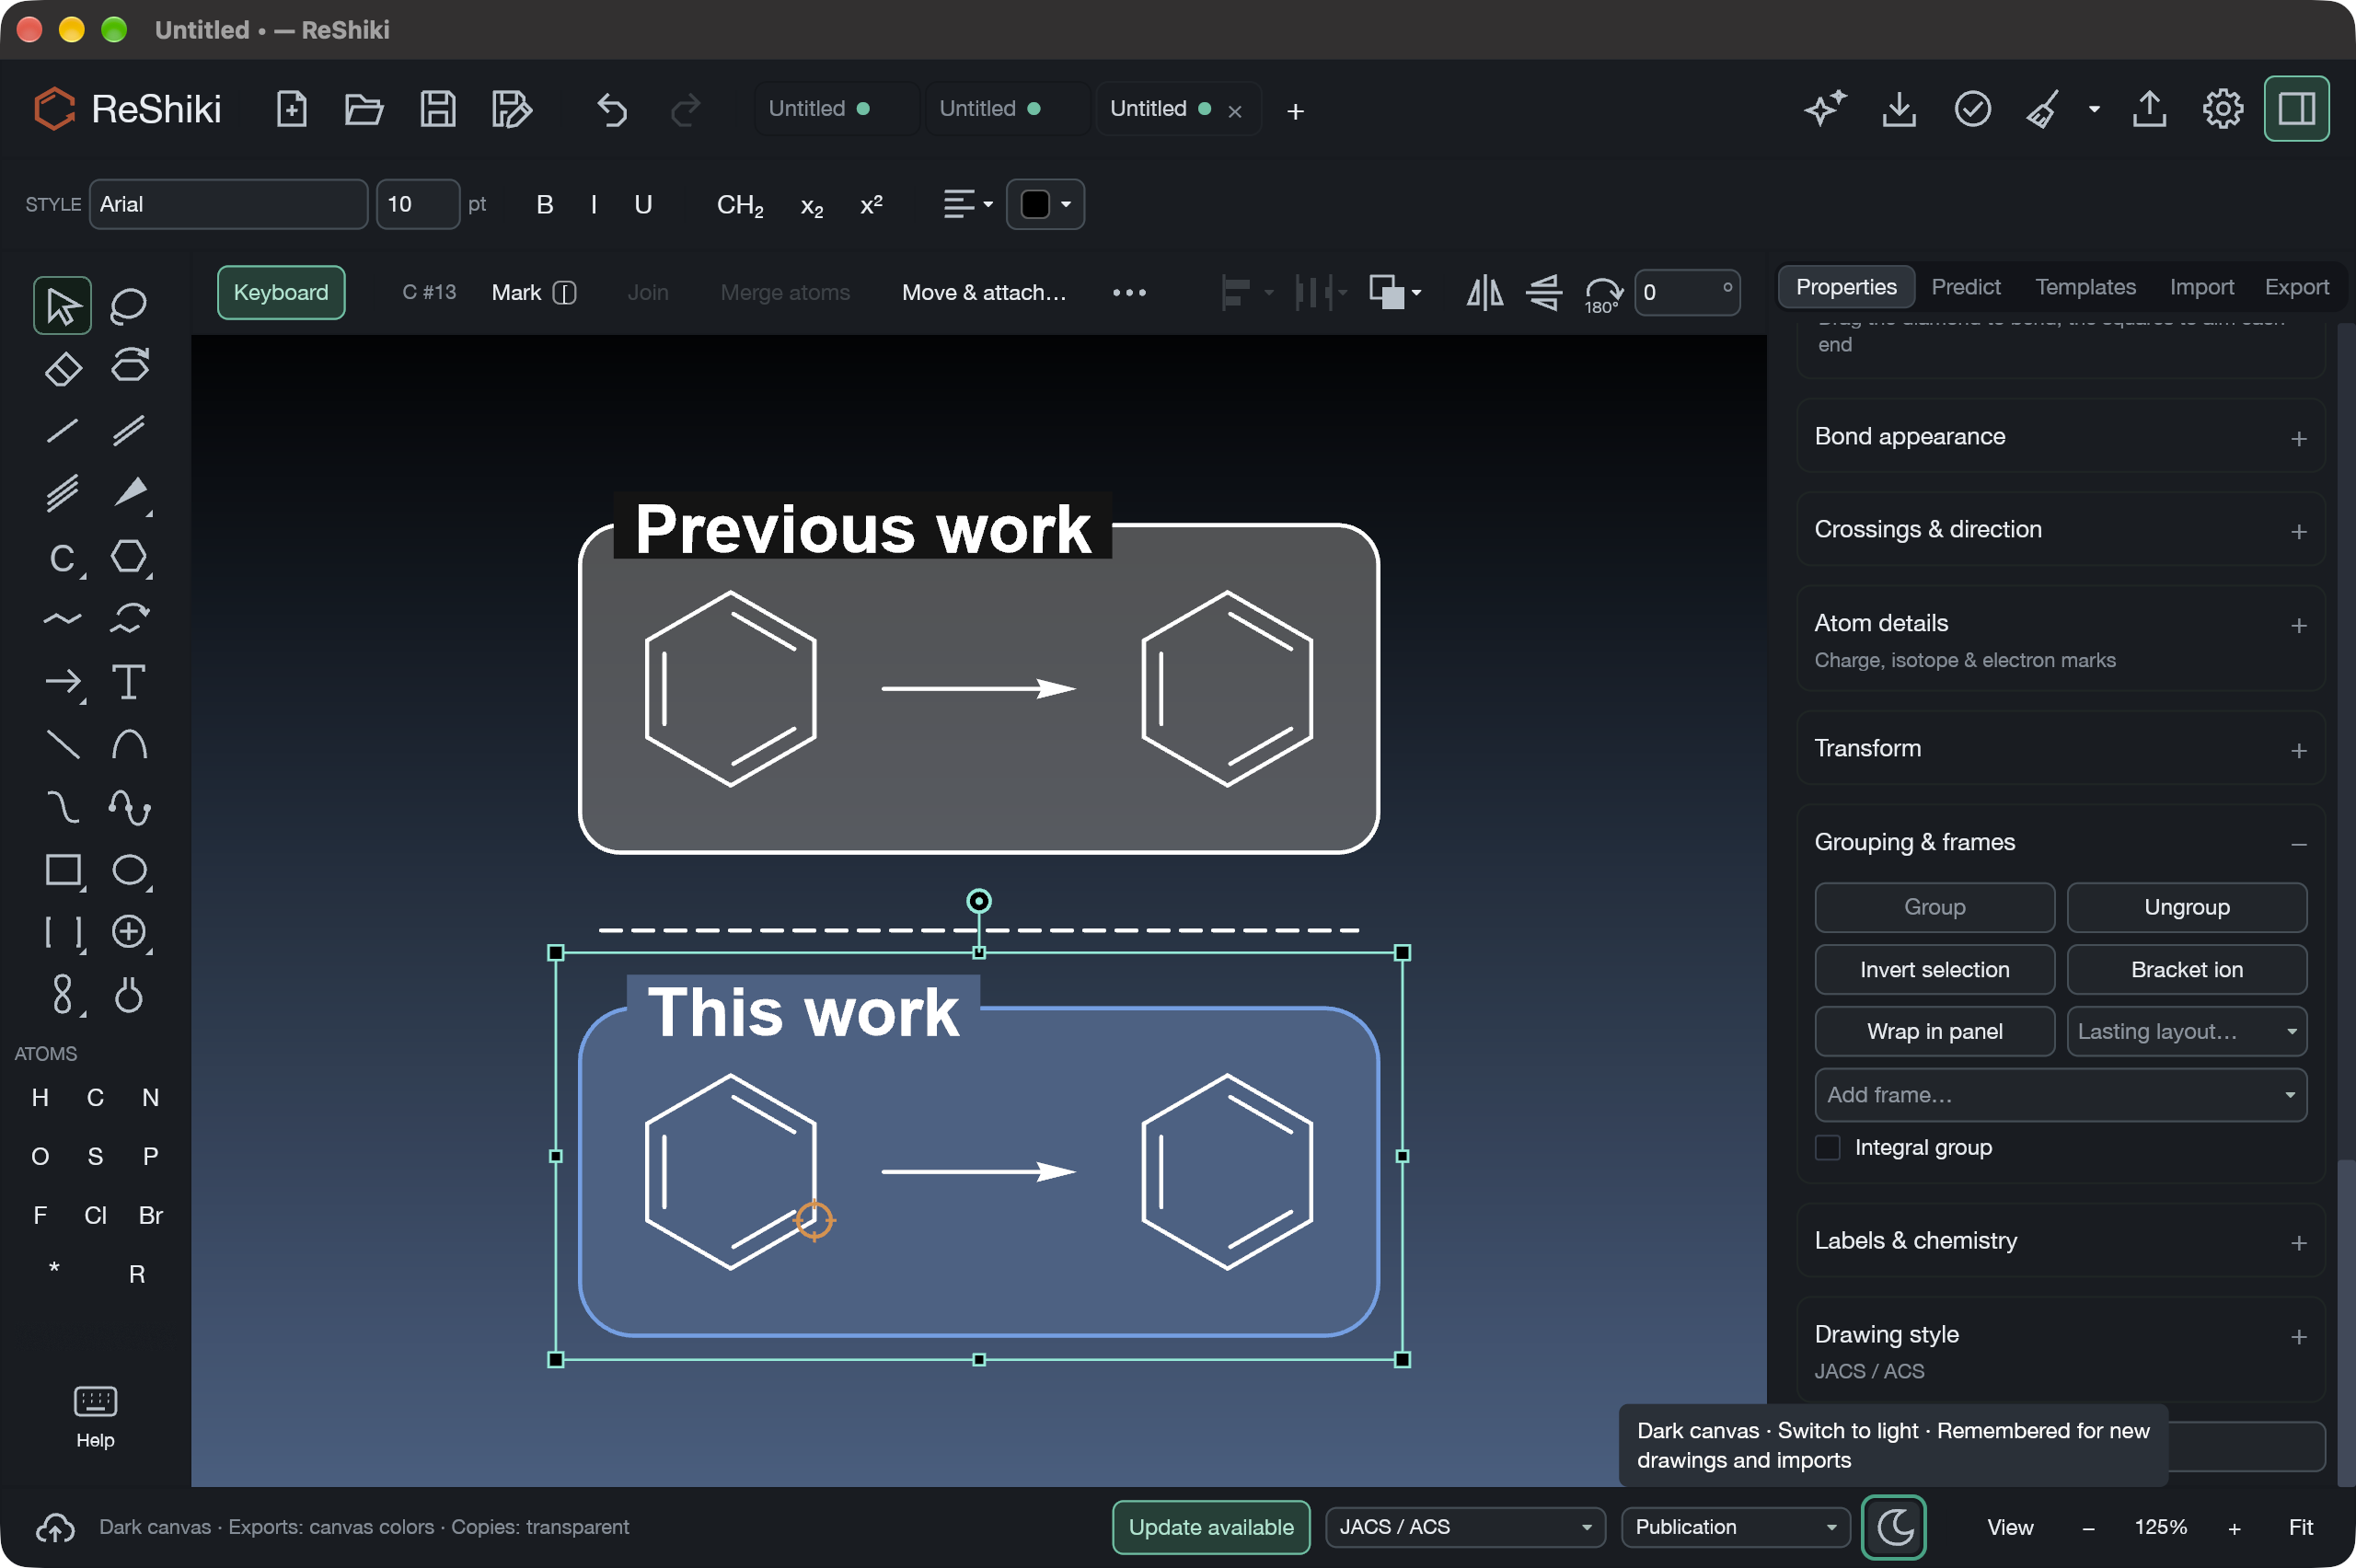 Untitled • — ReShiki
ReShiki
Untitled
Untitled
Untitled
STYLE Arial 10 pt B I U CH₂ x₂ x²
Keyboard C #13 Mark [ Join Merge atoms Move & attach… 180° 0 °
Properties Predict Templates Import Export
end
Bond appearance
Crossings & direction
Atom details
Charge, isotope & electron marks
Transform
Grouping & frames
Group Ungroup
Invert selection Bracket ion
Wrap in panel Lasting layout…
Add frame…
Integral group
Labels & chemistry
Drawing style
JACS / ACS
Previous work
This work
C
T
ATOMS
H C N
O S P
F Cl Br
* R
Help
Dark canvas · Switch to light · Remembered for new
drawings and imports
Dark canvas · Exports: canvas colors · Copies: transparent
Update available JACS / ACS Publication View – 125% + Fit